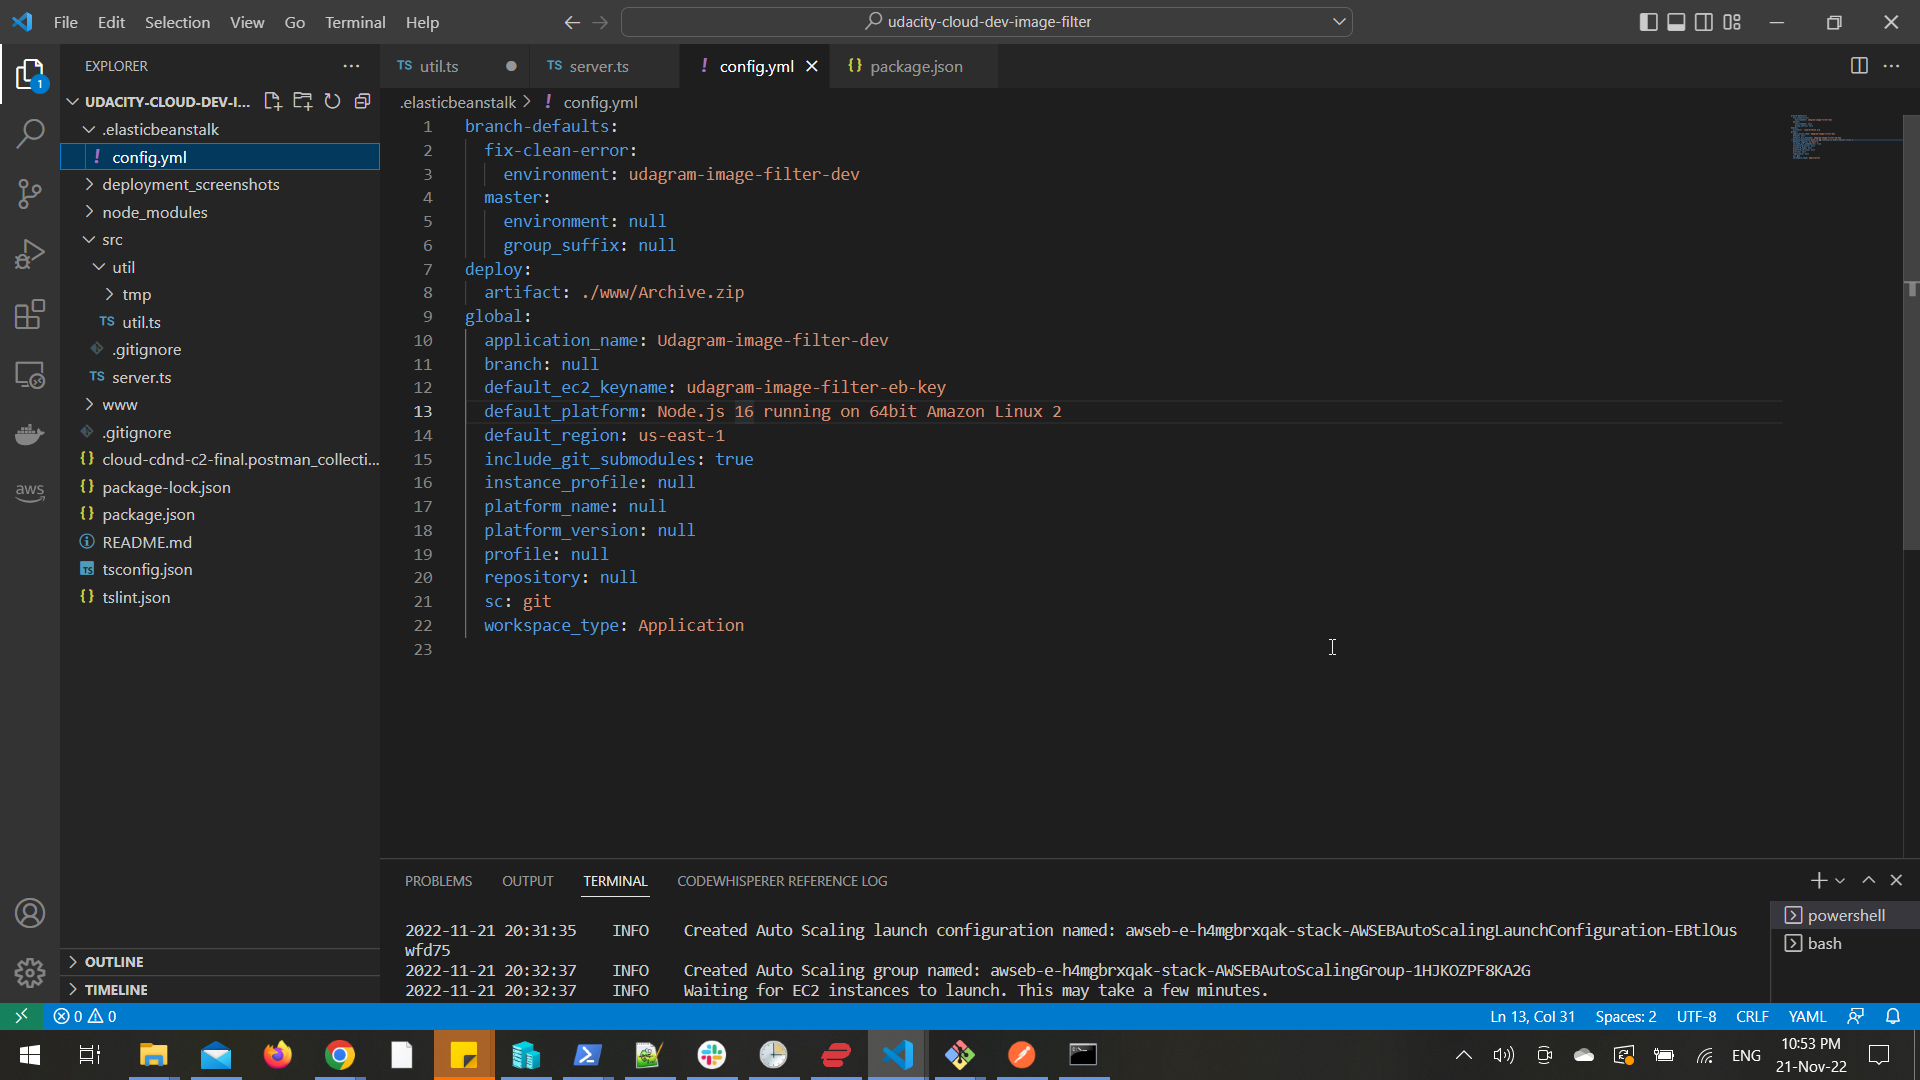 File Edit Selection View Go Terminal Help
udacity-cloud-dev-image-filter
EXPLORER
TS util.ts
TS server.ts
! config.yml
{} package.json
UDACITY-CLOUD-DEV-I...
.elasticbeanstalk
! config.yml
deployment_screenshots
node_modules
src
util
tmp
TS util.ts
.gitignore
TS server.ts
www
.gitignore
{} cloud-cdnd-c2-final.postman_collecti...
{} package-lock.json
{} package.json
README.md
TS tsconfig.json
{} tslint.json
OUTLINE
TIMELINE
1
aws
.elasticbeanstalk > ! config.yml
1 branch-defaults:
2 fix-clean-error:
3 environment: udagram-image-filter-dev
4 master:
5 environment: null
6 group_suffix: null
7 deploy:
8 artifact: ./www/Archive.zip
9 global:
10 application_name: Udagram-image-filter-dev
11 branch: null
12 default_ec2_keyname: udagram-image-filter-eb-key
13 default_platform: Node.js 16 running on 64bit Amazon Linux 2
14 default_region: us-east-1
15 include_git_submodules: true
16 instance_profile: null
17 platform_name: null
18 platform_version: null
19 profile: null
20 repository: null
21 sc: git
22 workspace_type: Application
23
PROBLEMS OUTPUT TERMINAL CODEWHISPERER REFERENCE LOG
2022-11-21 20:31:35 INFO Created Auto Scaling launch configuration named: awseb-e-h4mgbrxqak-stack-AWSEBAutoScalingLaunchConfiguration-EBtlOus
wfd75
2022-11-21 20:32:37 INFO Created Auto Scaling group named: awseb-e-h4mgbrxqak-stack-AWSEBAutoScalingGroup-1HJKOZPF8KA2G
2022-11-21 20:32:37 INFO Waiting for EC2 instances to launch. This may take a few minutes.
powershell
bash
0 0
Ln 13, Col 31 Spaces: 2 UTF-8 CRLF YAML
ENG
10:53 PM
21-Nov-22